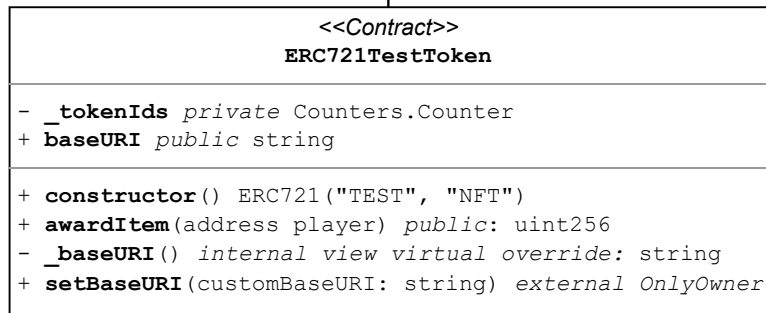 <<Contract>>
ERC721TestToken
- _tokenIds private Counters.Counter
+ baseURI public string
+ constructor() ERC721("TEST", "NFT")
+ awardItem(address player) public: uint256
- _baseURI() internal view virtual override: string
+ setBaseURI(customBaseURI: string) external OnlyOwner